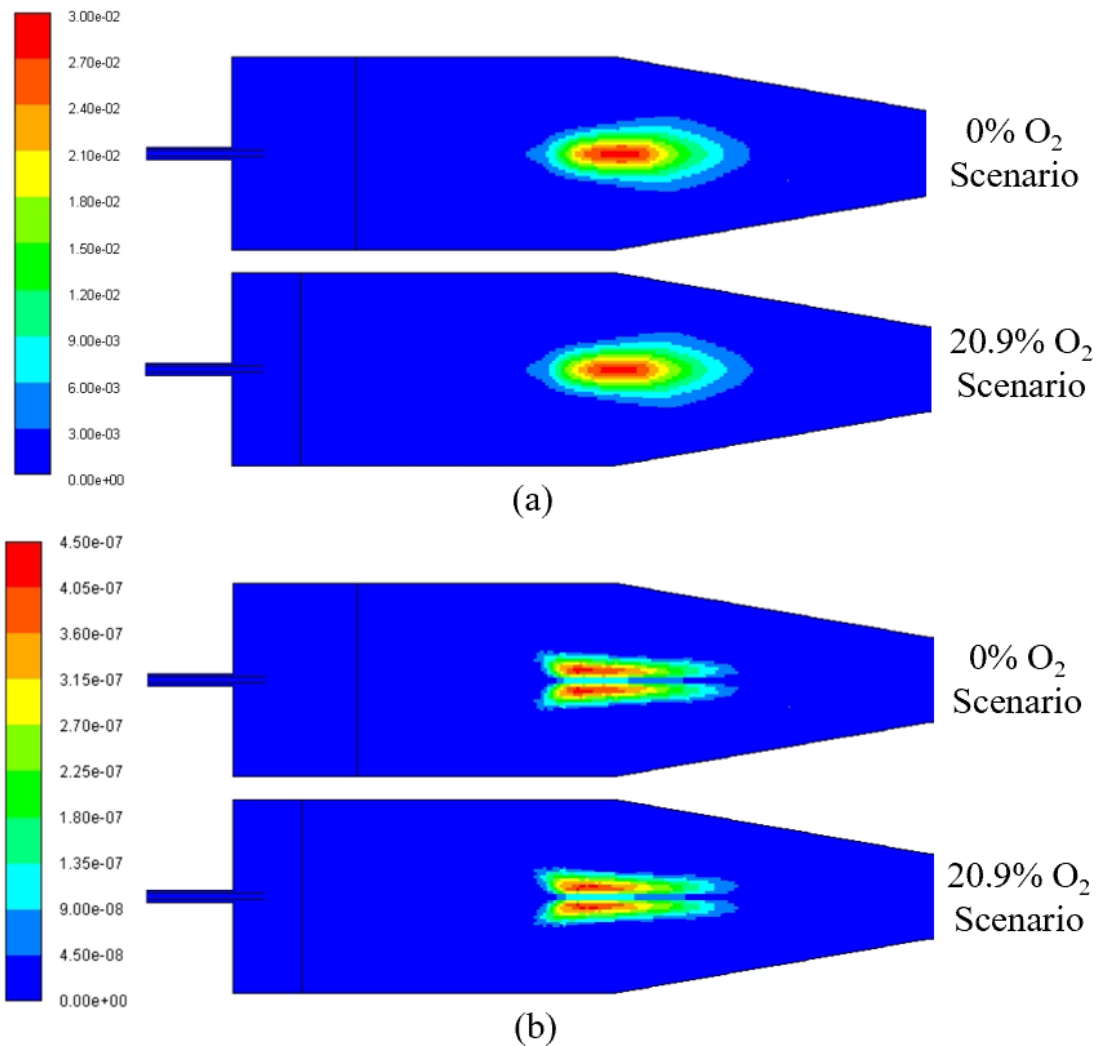 3.00e-02
2.70e-02
2.40e-02
2.10e-02
1.80e-02
1.50e-02
1.20e-02
9.00e-03
6.00e-03
3.00e-03
0.00e+00
0% O₂
Scenario
20.9% O₂
Scenario
(a)
4.50e-07
4.05e-07
3.60e-07
3.15e-07
2.70e-07
2.25e-07
1.80e-07
1.35e-07
9.00e-08
4.50e-08
0.00e+00
0% O₂
Scenario
20.9% O₂
Scenario
(b)